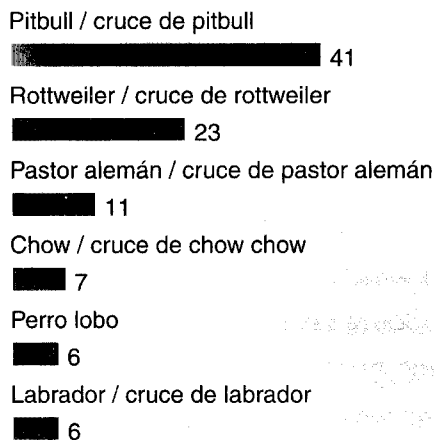 Pitbull / cruce de pitbull
41
Rottweiler / cruce de rottweiler
23
Pastor alemán / cruce de pastor alemán
11
Chow / cruce de chow chow
7
Perro lobo
6
Labrador / cruce de labrador
6